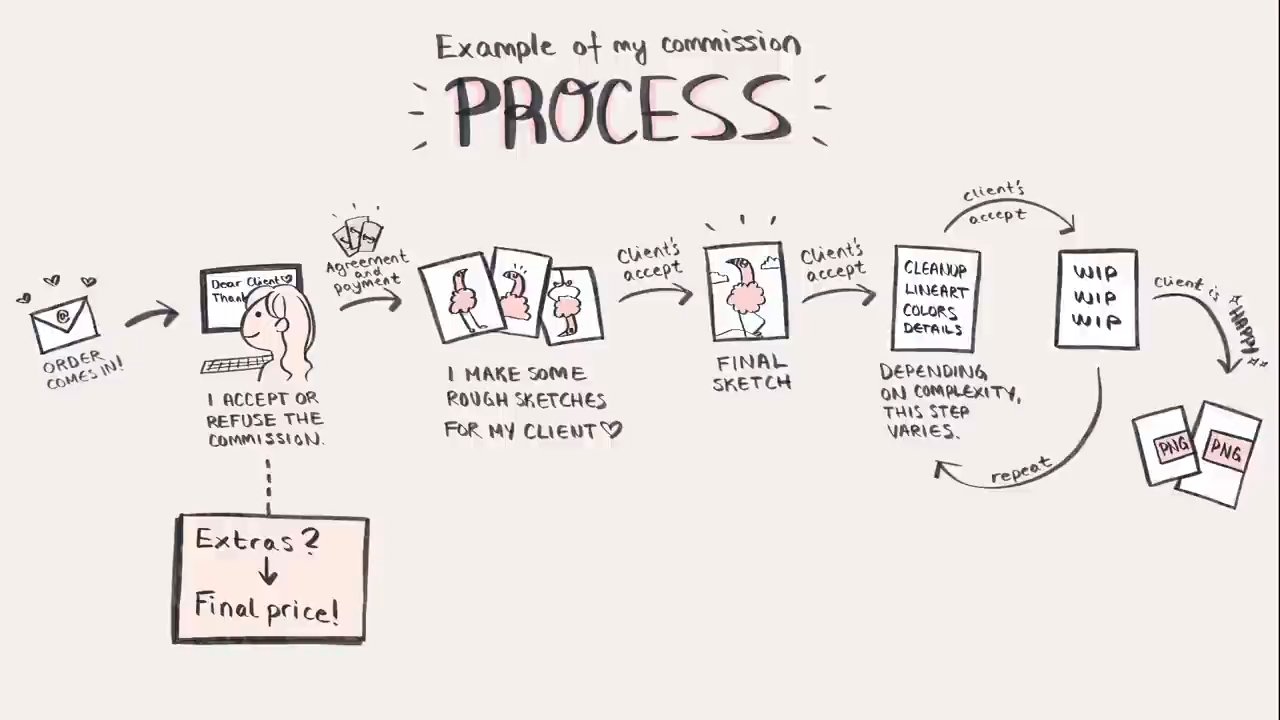 Example of my commission
PROCESS
ORDER
COMES IN!
Dear Client♡
Thank
I ACCEPT OR
REFUSE THE
COMMISSION.
Extras?
↓
Final price!
Agreement
and
payment
I MAKE SOME
ROUGH SKETCHES
FOR MY CLIENT♡
Client's
accept
FINAL
SKETCH
Client's
accept
CLEANUP
LINEART
COLORS
DETAILS
DEPENDING
ON COMPLEXITY,
THIS STEP
VARIES.
client's
accept
WIP
WIP
WIP
repeat
client is
HAPPY
PNG
PNG